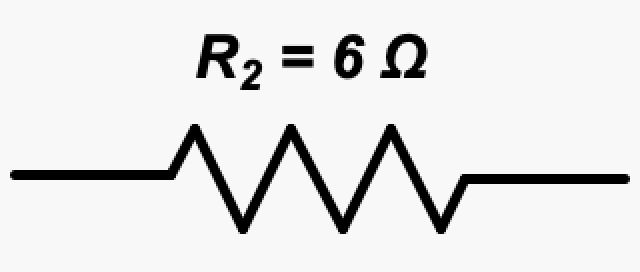 R₂ = 6 Ω